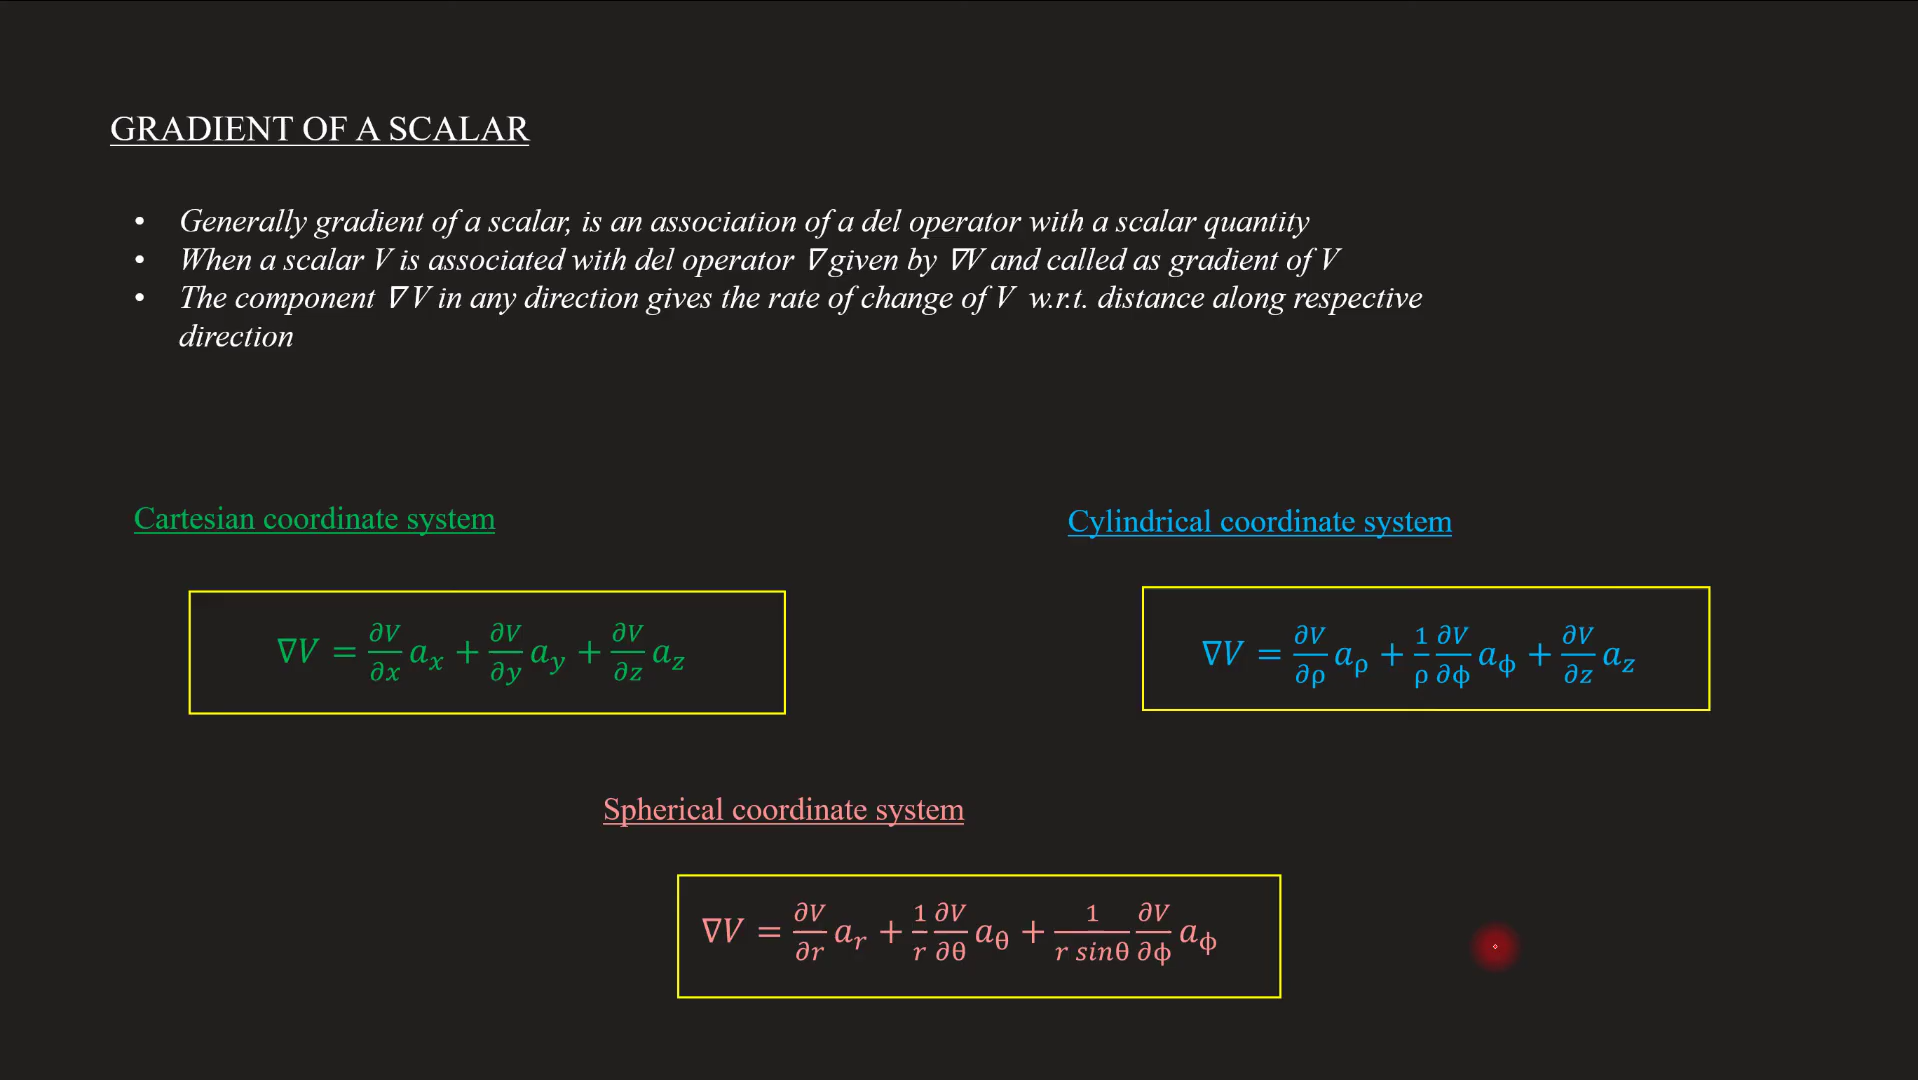 GRADIENT OF A SCALAR
• Generally gradient of a scalar, is an association of a del operator with a scalar quantity
• When a scalar V is associated with del operator ∇ given by ∇V and called as gradient of V
• The component ∇ V in any direction gives the rate of change of V w.r.t. distance along respective
direction
Cartesian coordinate system
Cylindrical coordinate system
∇V = ∂V/∂x a_x + ∂V/∂y a_y + ∂V/∂z a_z
∇V = ∂V/∂ρ a_ρ + 1/ρ ∂V/∂ϕ a_ϕ + ∂V/∂z a_z
Spherical coordinate system
∇V = ∂V/∂r a_r + 1/r ∂V/∂θ a_θ + 1/(r sinθ) ∂V/∂ϕ a_ϕ